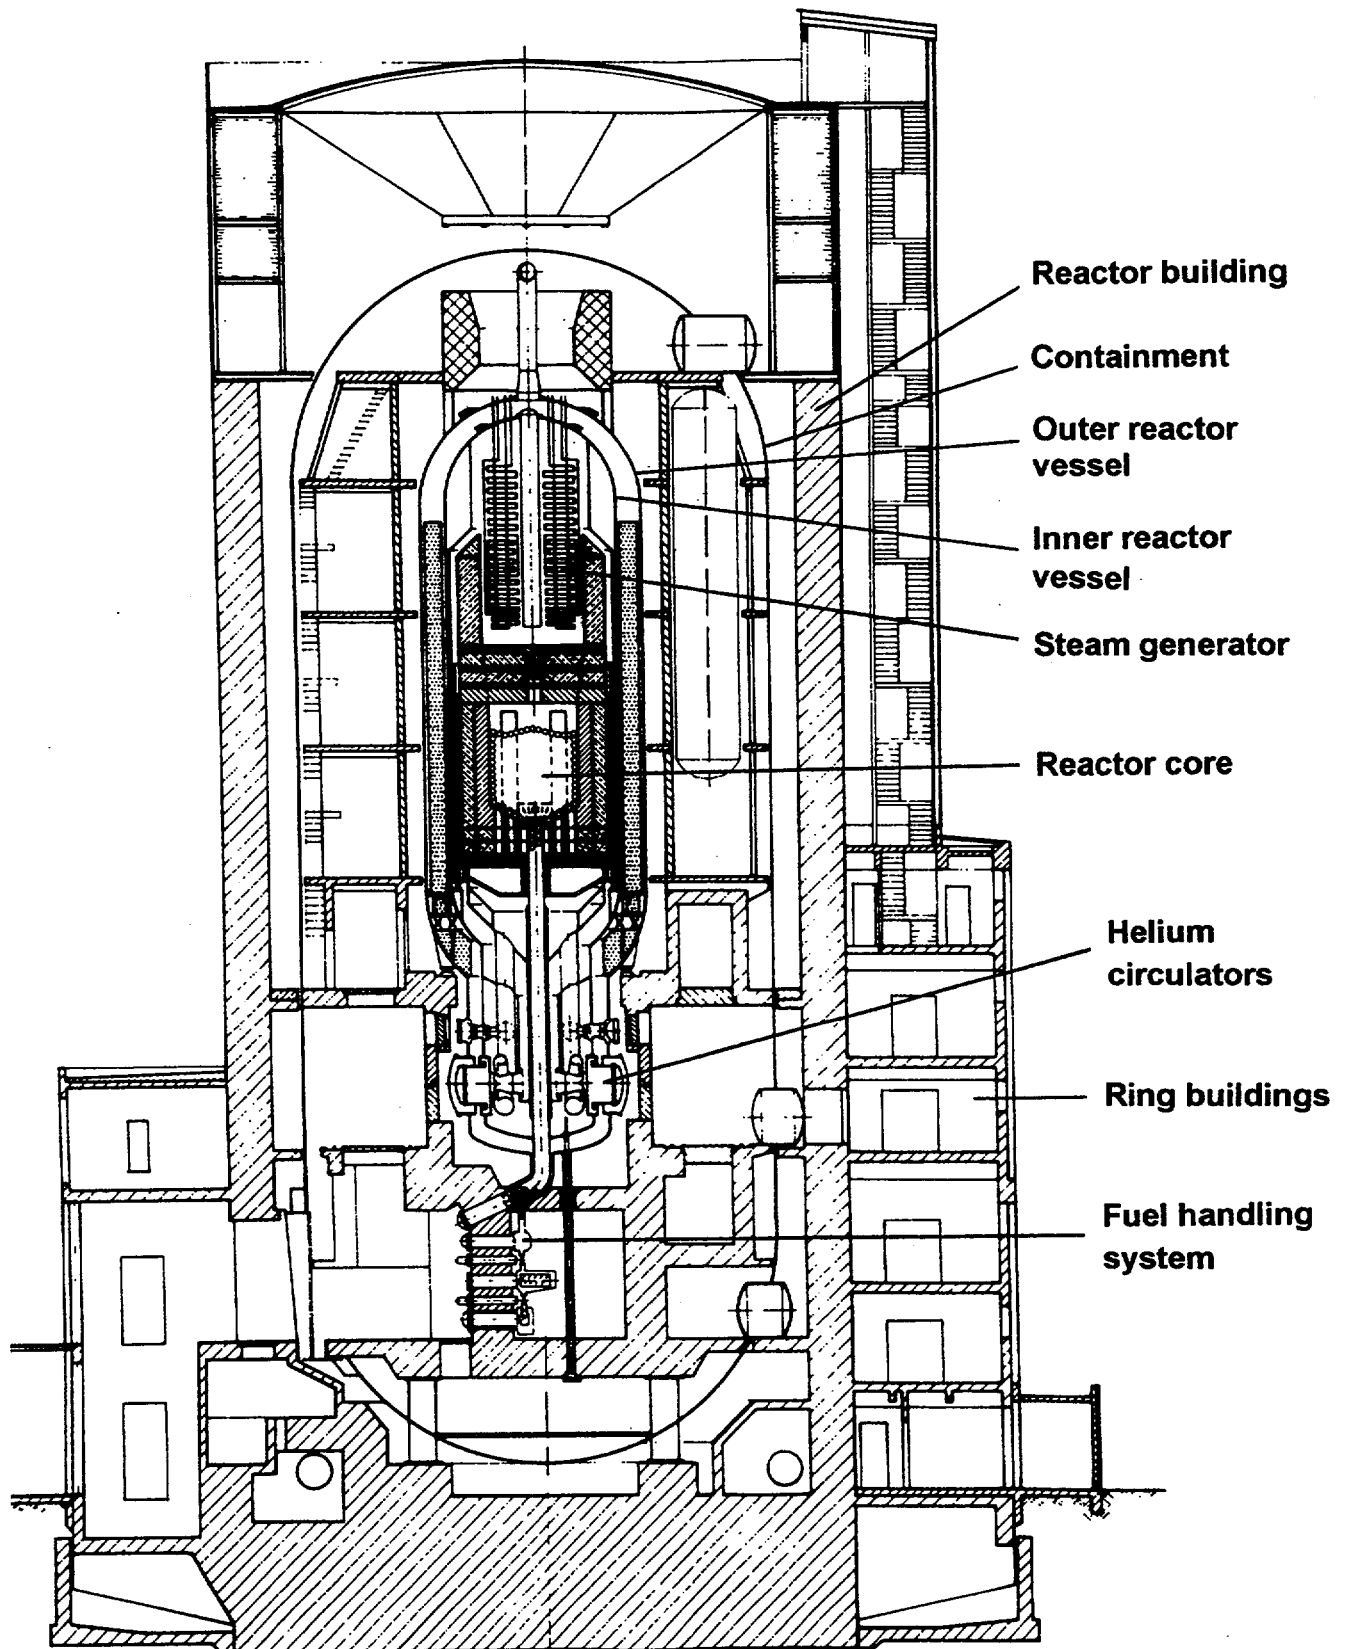 Reactor building
Containment
Outer reactor
vessel
Inner reactor
vessel
Steam generator
Reactor core
Helium
circulators
Ring buildings
Fuel handling
system